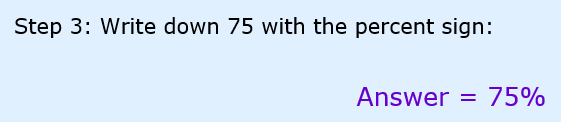 Step 3: Write down 75 with the percent sign:
Answer = 75%